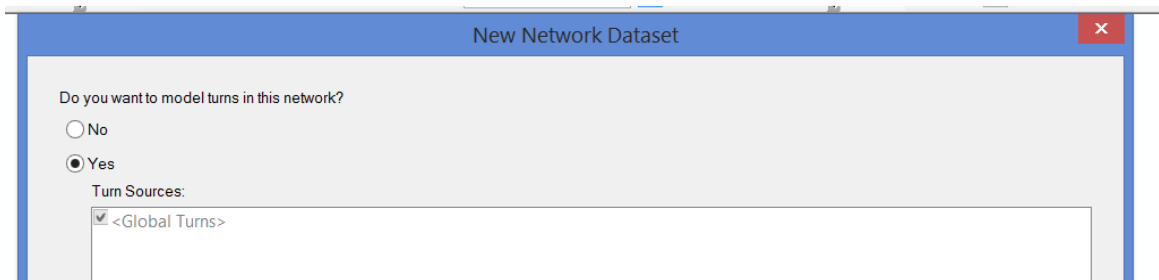 New Network Dataset
Do you want to model turns in this network?
No
Yes
Turn Sources:
<Global Turns>